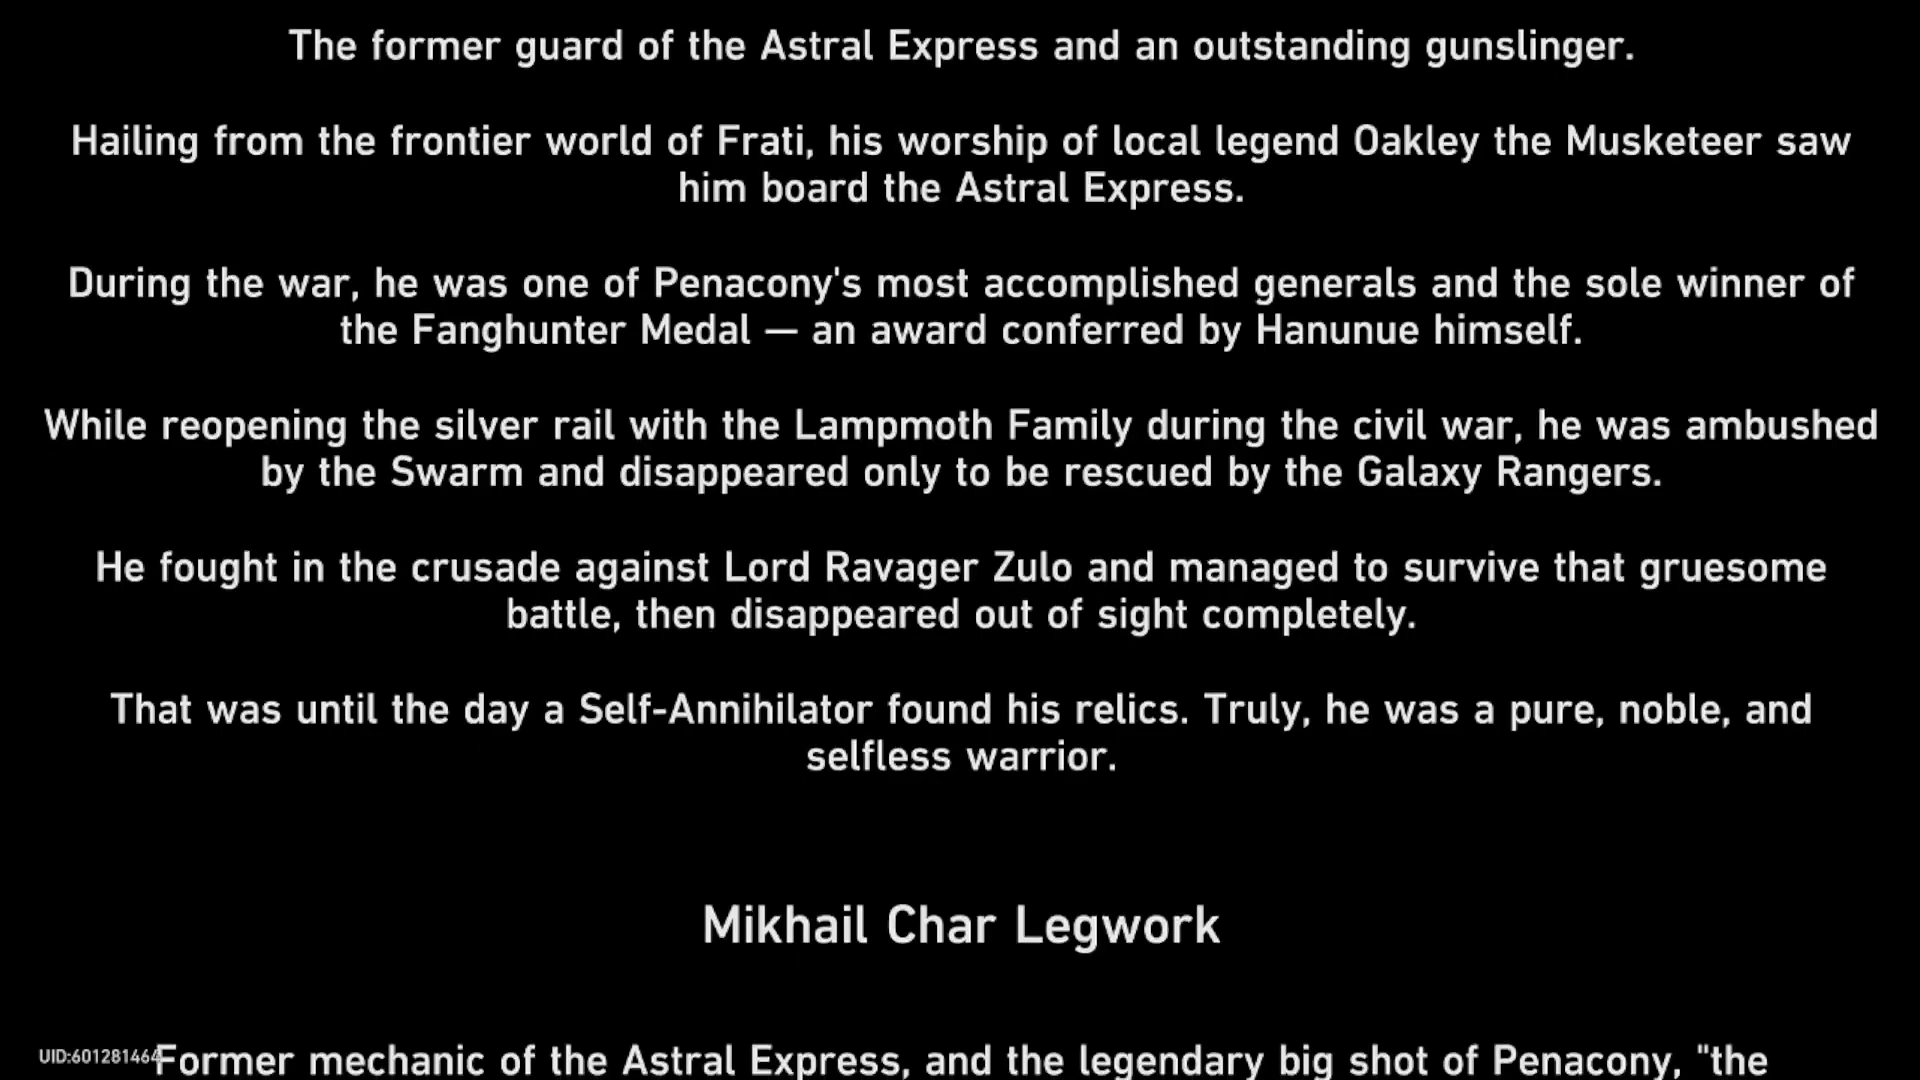 The former guard of the Astral Express and an outstanding gunslinger.
Hailing from the frontier world of Frati, his worship of local legend Oakley the Musketeer saw
him board the Astral Express.
During the war, he was one of Penacony's most accomplished generals and the sole winner of
the Fanghunter Medal — an award conferred by Hanunue himself.
While reopening the silver rail with the Lampmoth Family during the civil war, he was ambushed
by the Swarm and disappeared only to be rescued by the Galaxy Rangers.
He fought in the crusade against Lord Ravager Zulo and managed to survive that gruesome
battle, then disappeared out of sight completely.
That was until the day a Self-Annihilator found his relics. Truly, he was a pure, noble, and
selfless warrior.
Mikhail Char Legwork
Former mechanic of the Astral Express, and the legendary big shot of Penacony, "the
UID:601281464